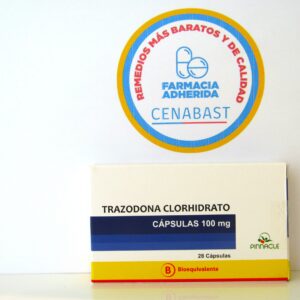 REMEDIOS MÁS BARATOS Y DE CALIDAD
FARMACIA
ADHERIDA
CENABAST
TRAZODONA CLORHIDRATO
CÁPSULAS 100 mg
PINNACLE
28 Cápsulas
B Bioequivalente